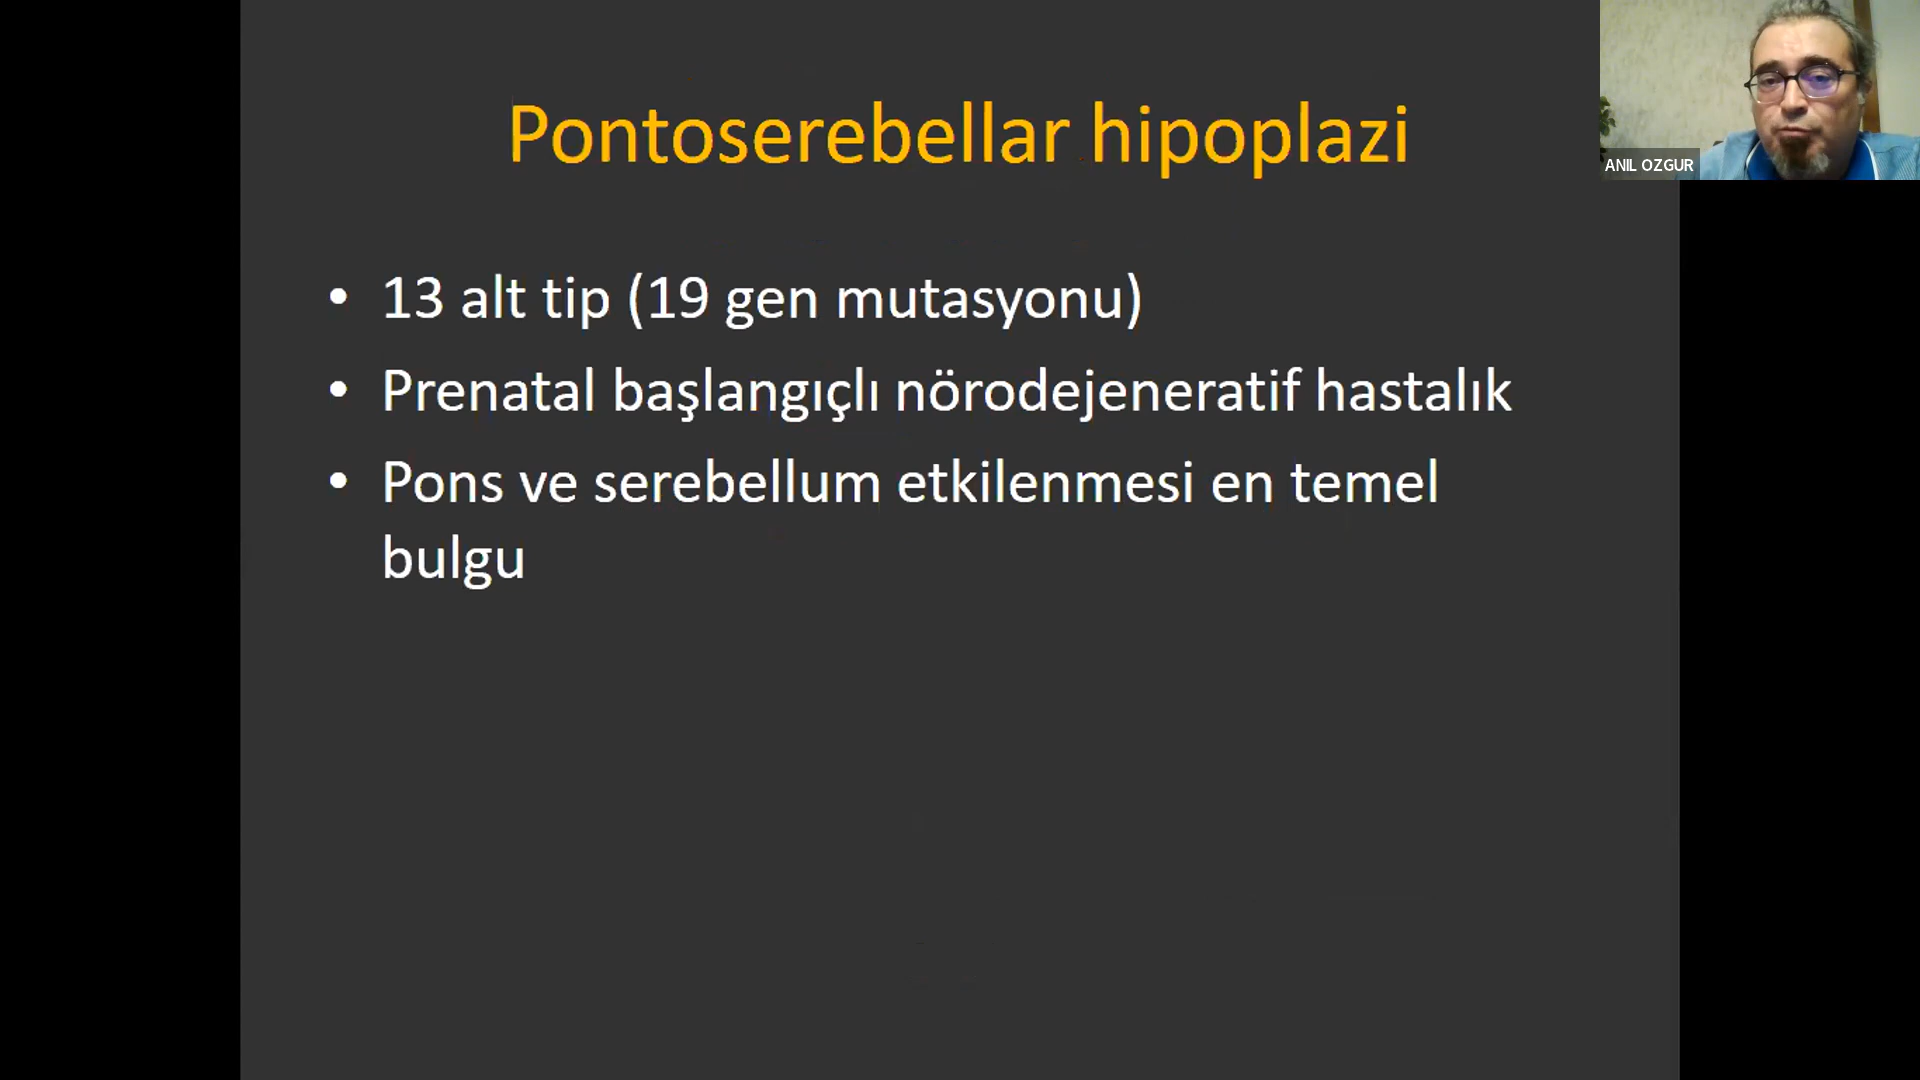 Pontoserebellar hipoplazi
ANIL OZGUR
• 13 alt tip (19 gen mutasyonu)
• Prenatal başlangıçlı nörodejeneratif hastalık
• Pons ve serebellum etkilenmesi en temel
bulgu